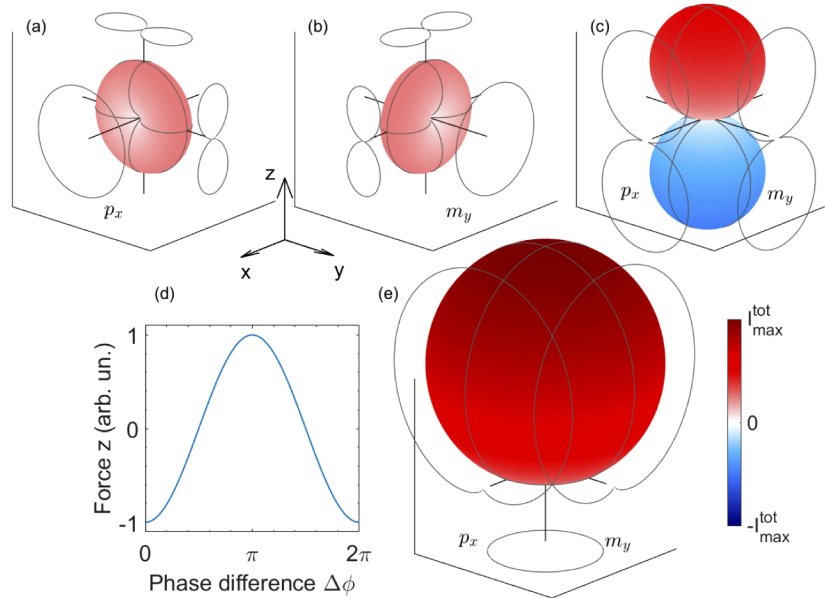 (a)
(b)
(c)
p_x
m_y
p_x
m_y
z
x
y
(d)
(e)
Force z (arb. un.)
1
0
-1
0
π
2π
Phase difference Δϕ
p_x
m_y
I^tot_max
0
-I^tot_max